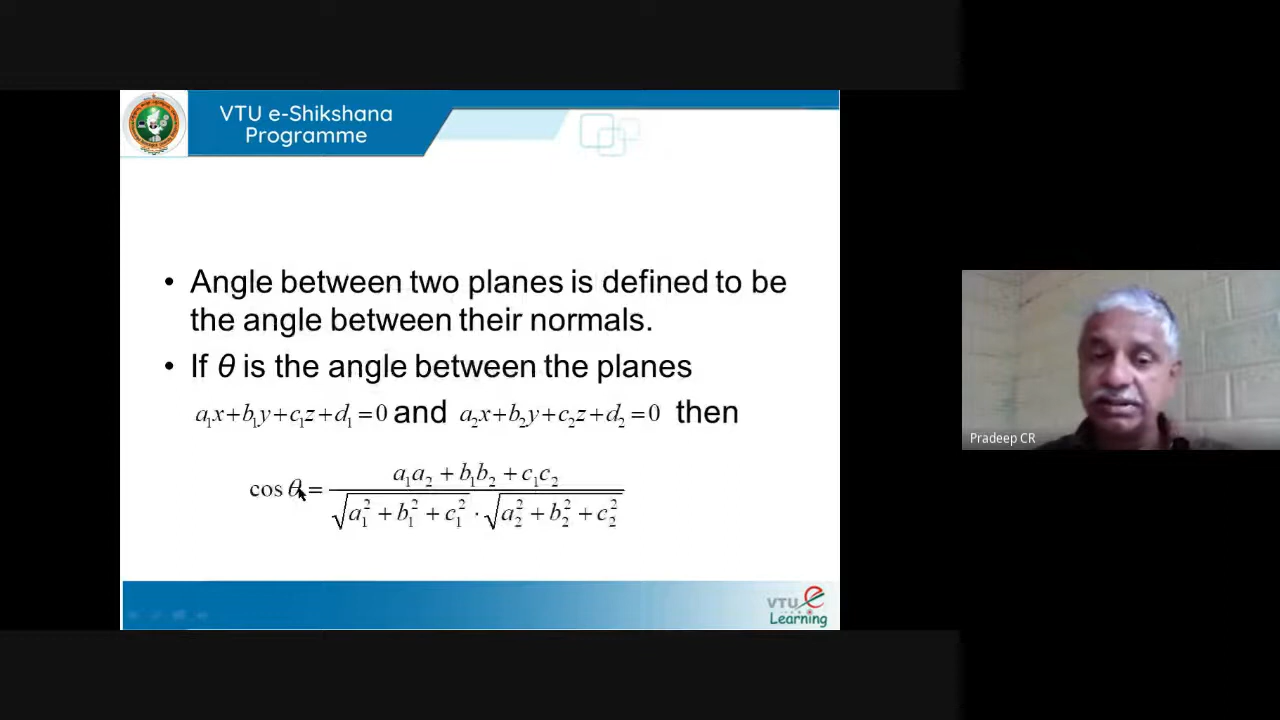 VTU e-Shikshana
Programme
• Angle between two planes is defined to be
the angle between their normals.
• If θ is the angle between the planes
a₁x+b₁y+c₁z+d₁=0 and a₂x+b₂y+c₂z+d₂=0 then
cos θ = (a₁a₂ + b₁b₂ + c₁c₂) / (√(a₁² + b₁² + c₁²) · √(a₂² + b₂² + c₂²))
Pradeep CR
VTU e
Learning